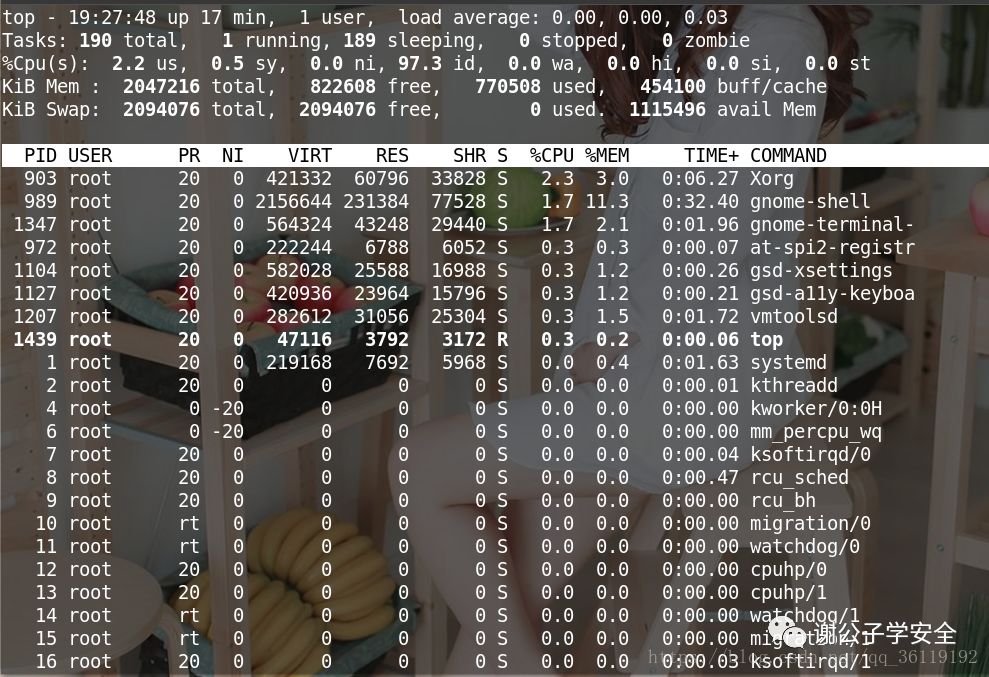 top - 19:27:48 up 17 min,  1 user,  load average: 0.00, 0.00, 0.03
Tasks: 190 total,   1 running, 189 sleeping,   0 stopped,   0 zombie
%Cpu(s):  2.2 us,  0.5 sy,  0.0 ni, 97.3 id,  0.0 wa,  0.0 hi,  0.0 si,  0.0 st
KiB Mem :  2047216 total,   822608 free,   770508 used,   454100 buff/cache
KiB Swap:  2094076 total,  2094076 free,        0 used.  1115496 avail Mem
PID USER      PR  NI    VIRT    RES    SHR S  %CPU %MEM     TIME+ COMMAND
903 root      20   0  421332  60796  33828 S   2.3  3.0   0:06.27 Xorg
989 root      20   0 2156644 231384  77528 S   1.7 11.3   0:32.40 gnome-shell
1347 root      20   0  564324  43248  29440 S   1.7  2.1   0:01.96 gnome-terminal-
972 root      20   0  222244   6788   6052 S   0.3  0.3   0:00.07 at-spi2-registr
1104 root      20   0  582028  25588  16988 S   0.3  1.2   0:00.26 gsd-xsettings
1127 root      20   0  420936  23964  15796 S   0.3  1.2   0:00.21 gsd-a11y-keyboa
1207 root      20   0  282612  31056  25304 S   0.3  1.5   0:01.72 vmtoolsd
1439 root      20   0   47116   3792   3172 R   0.3  0.2   0:00.06 top
1 root      20   0  219168   7692   5968 S   0.0  0.4   0:01.63 systemd
2 root      20   0       0      0      0 S   0.0  0.0   0:00.01 kthreadd
4 root       0 -20       0      0      0 S   0.0  0.0   0:00.00 kworker/0:0H
6 root       0 -20       0      0      0 S   0.0  0.0   0:00.00 mm_percpu_wq
7 root      20   0       0      0      0 S   0.0  0.0   0:00.04 ksoftirqd/0
8 root      20   0       0      0      0 S   0.0  0.0   0:00.47 rcu_sched
9 root      20   0       0      0      0 S   0.0  0.0   0:00.00 rcu_bh
10 root      rt   0       0      0      0 S   0.0  0.0   0:00.00 migration/0
11 root      rt   0       0      0      0 S   0.0  0.0   0:00.00 watchdog/0
12 root      20   0       0      0      0 S   0.0  0.0   0:00.00 cpuhp/0
13 root      20   0       0      0      0 S   0.0  0.0   0:00.00 cpuhp/1
14 root      rt   0       0      0      0 S   0.0  0.0   0:00.00 watchdog/1
15 root      rt   0       0      0      0 S   0.0  0.0   0:00.00
谢公子学安全
16 root      20   0       0      0      0 S   0.0  0.0   0:00.03 ksoftirqd/1
https://blog.csdn.net/qq_36119192